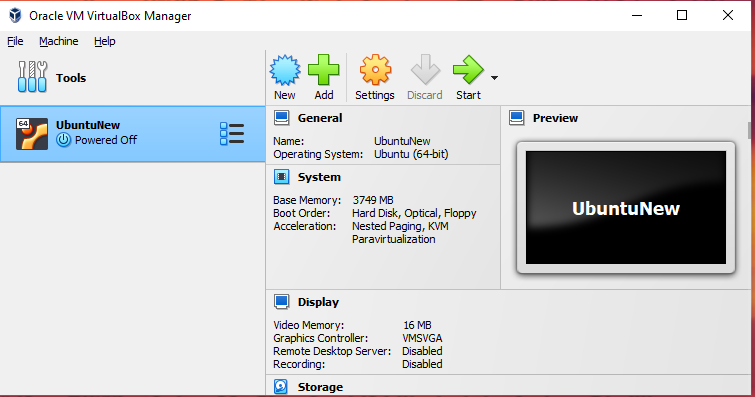 Oracle VM VirtualBox Manager
File Machine Help
Tools
New Add Settings Discard Start
64
UbuntuNew
Powered Off
General
Name: UbuntuNew
Operating System: Ubuntu (64-bit)
System
Base Memory: 3749 MB
Boot Order: Hard Disk, Optical, Floppy
Acceleration: Nested Paging, KVM
Paravirtualization
Preview
UbuntuNew
Display
Video Memory: 16 MB
Graphics Controller: VMSVGA
Remote Desktop Server: Disabled
Recording: Disabled
Storage